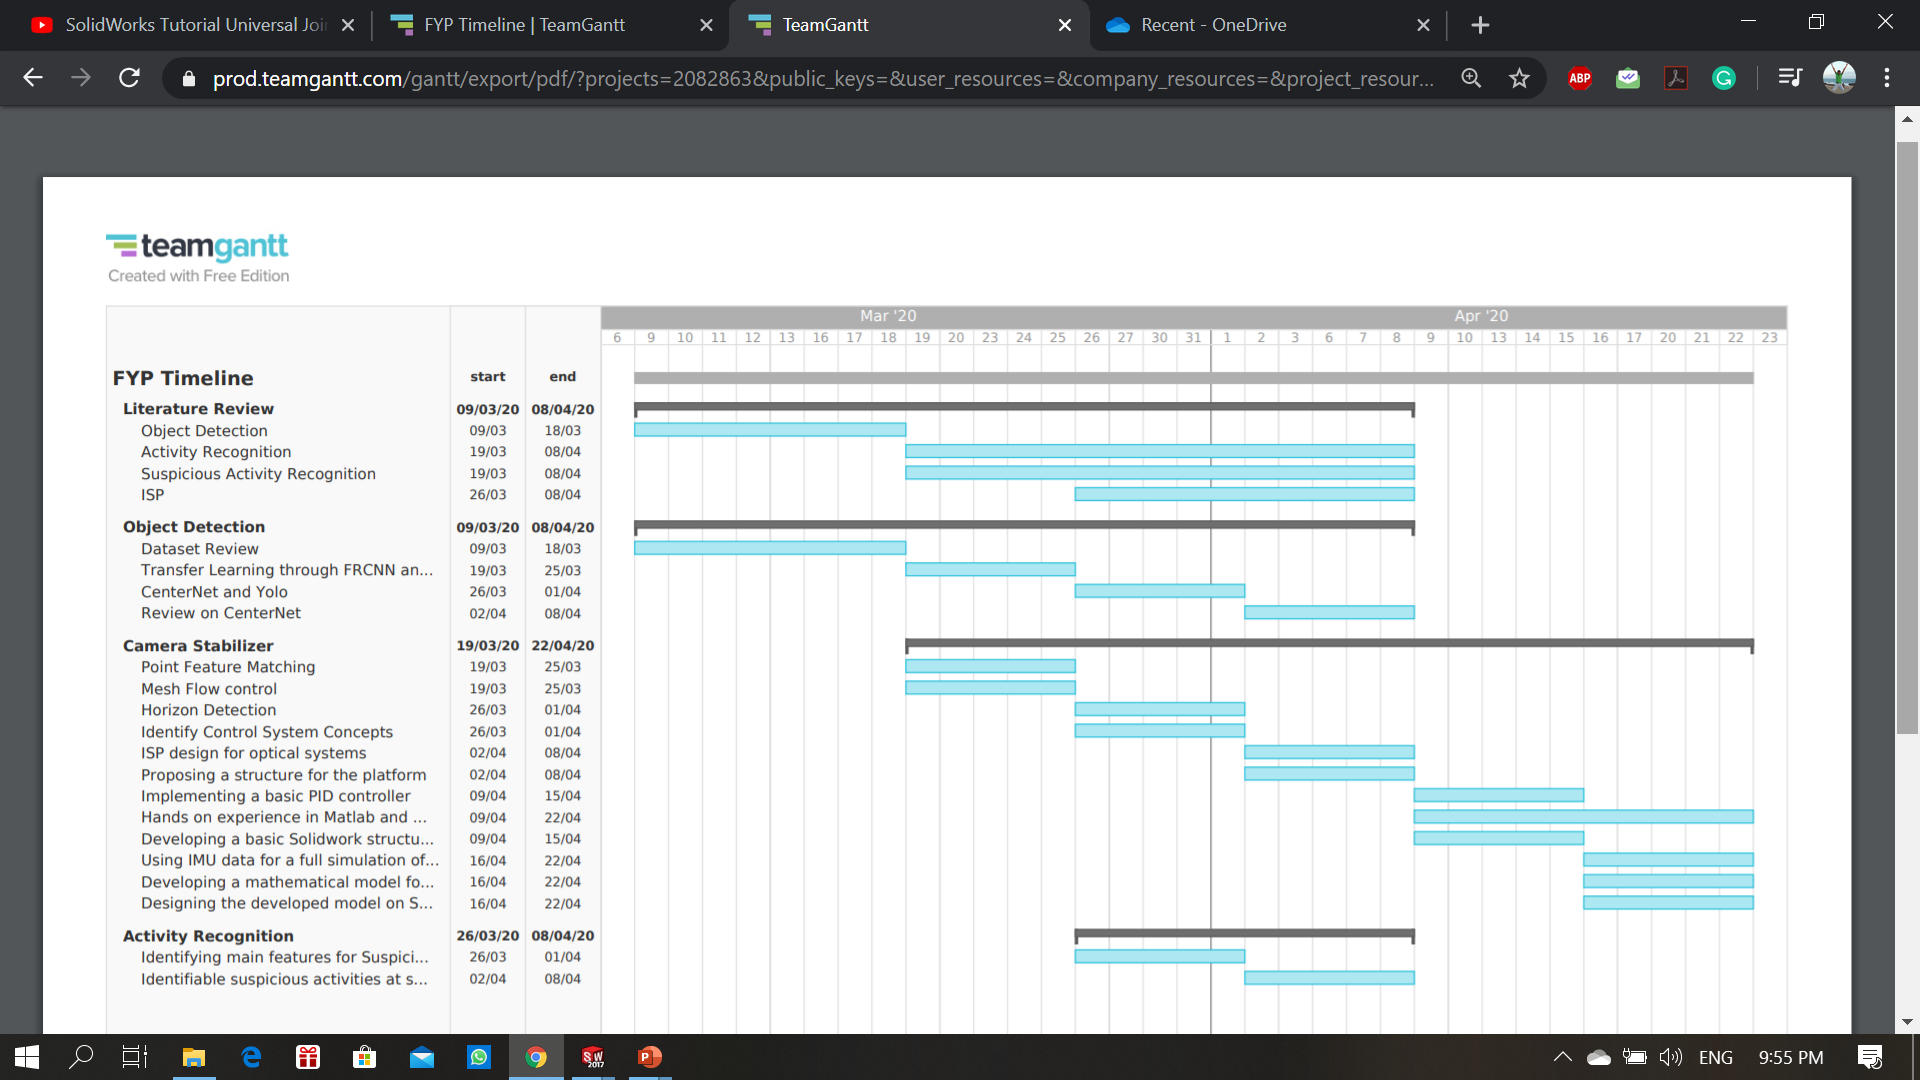 SolidWorks Tutorial Universal Joi
FYP Timeline | TeamGantt
TeamGantt
Recent - OneDrive
prod.teamgantt.com/gantt/export/pdf/?projects=2082863&public_keys=&user_resources=&company_resources=&project_resour...
ABP
teamgantt
Created with Free Edition
Mar '20 Apr '20
6 9 10 11 12 13 16 17 18 19 20 23 24 25 26 27 30 31 1 2 3 6 7 8 9 10 13 14 15 16 17 20 21 22 23
FYP Timeline start end
Literature Review 09/03/20 08/04/20
Object Detection 09/03 18/03
Activity Recognition 19/03 08/04
Suspicious Activity Recognition 19/03 08/04
ISP 26/03 08/04
Object Detection 09/03/20 08/04/20
Dataset Review 09/03 18/03
Transfer Learning through FRCNN an... 19/03 25/03
CenterNet and Yolo 26/03 01/04
Review on CenterNet 02/04 08/04
Camera Stabilizer 19/03/20 22/04/20
Point Feature Matching 19/03 25/03
Mesh Flow control 19/03 25/03
Horizon Detection 26/03 01/04
Identify Control System Concepts 26/03 01/04
ISP design for optical systems 02/04 08/04
Proposing a structure for the platform 02/04 08/04
Implementing a basic PID controller 09/04 15/04
Hands on experience in Matlab and ... 09/04 22/04
Developing a basic Solidwork structu... 09/04 15/04
Using IMU data for a full simulation of... 16/04 22/04
Developing a mathematical model fo... 16/04 22/04
Designing the developed model on S... 16/04 22/04
Activity Recognition 26/03/20 08/04/20
Identifying main features for Suspici... 26/03 01/04
Identifiable suspicious activities at s... 02/04 08/04
SW 2017
P
ENG
9:55 PM